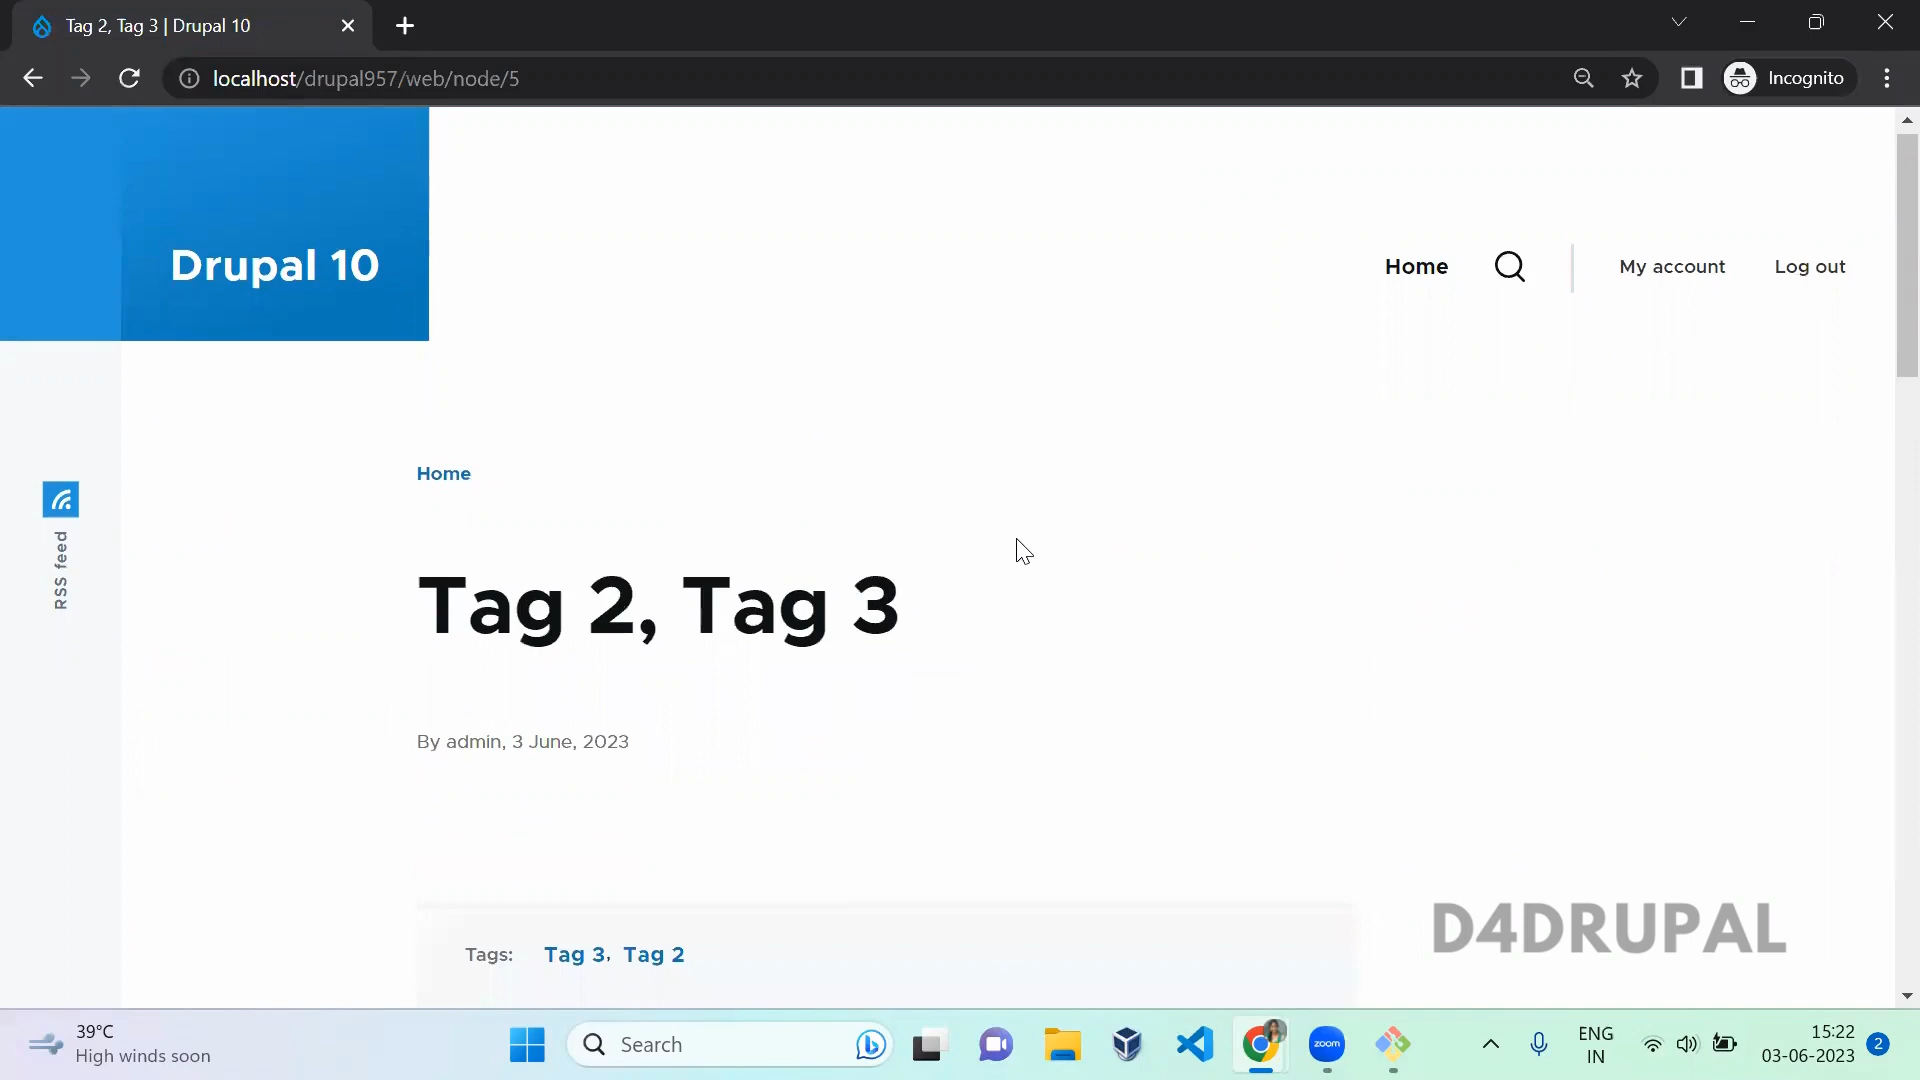 Tag 2, Tag 3 | Drupal 10
localhost/drupal957/web/node/5
Incognito
Drupal 10
Home
My account
Log out
Home
RSS feed
Tag 2, Tag 3
By admin, 3 June, 2023
Tags: Tag 3, Tag 2
D4DRUPAL
39°C
High winds soon
Search
zoom
ENG
IN
15:22
03-06-2023
2